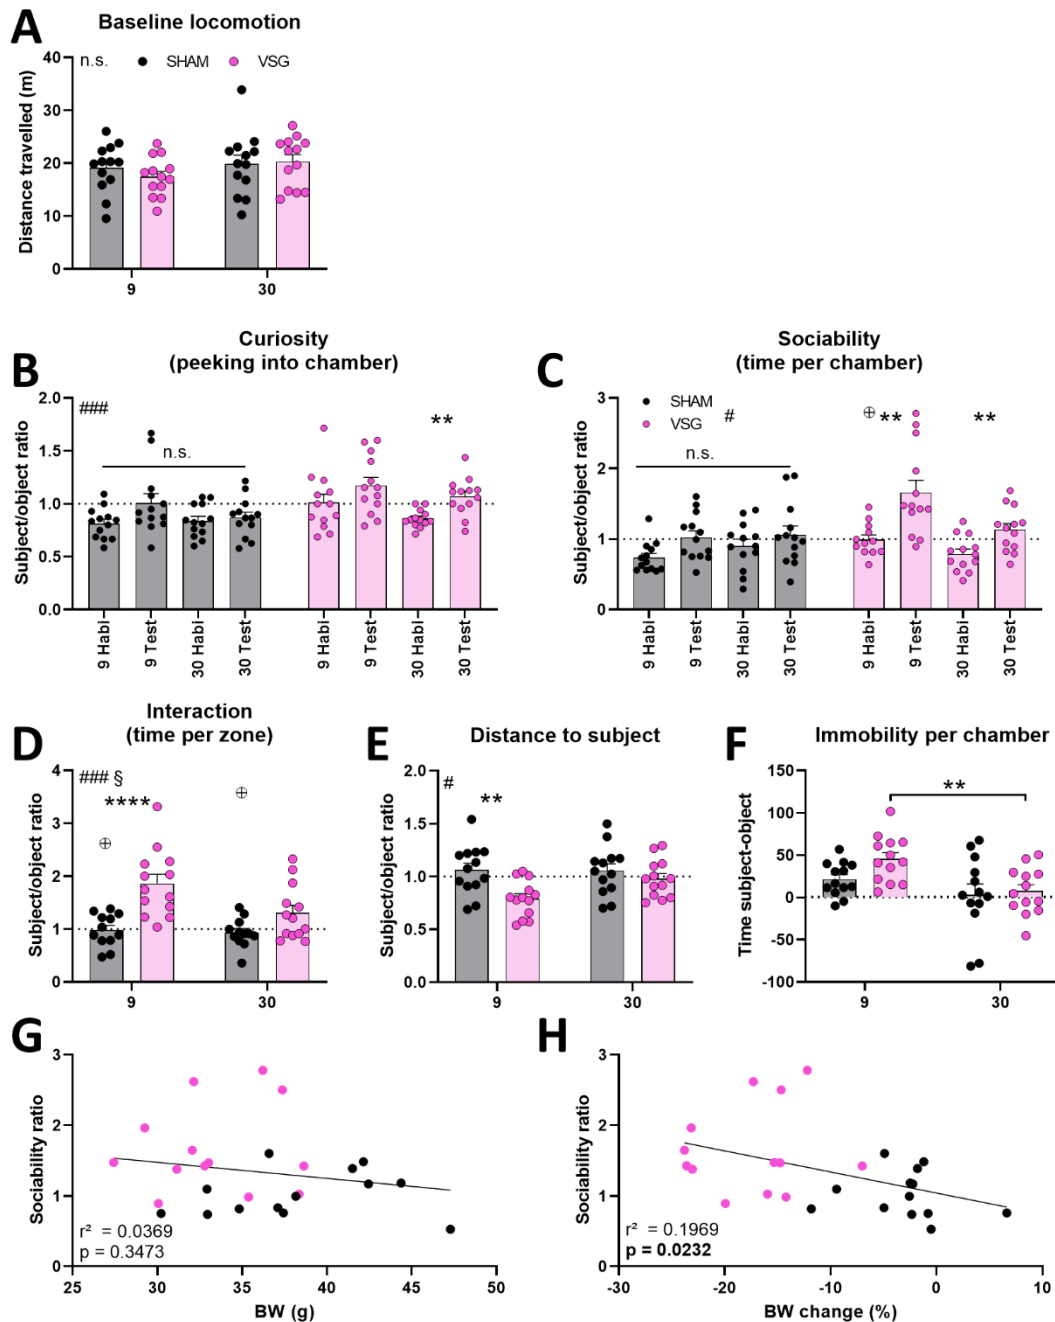 A
Baseline locomotion
n.s. SHAM VSG
Distance travelled (m)
40
30
20
10
0
9 30
B
Curiosity
(peeking into chamber)
###
n.s.
**
Subject/object ratio
2.0
1.5
1.0
0.5
0.0
9 Habi
9 Test
30 Habi
30 Test
9 Habi
9 Test
30 Habi
30 Test
C
Sociability
(time per chamber)
SHAM
VSG
#
n.s.
** **
Subject/object ratio
3
2
1
0
9 Habi
9 Test
30 Habi
30 Test
9 Habi
9 Test
30 Habi
30 Test
D
Interaction
(time per zone)
### §
****
Subject/object ratio
4
3
2
1
0
9 30
E
Distance to subject
#
**
Subject/object ratio
2.0
1.5
1.0
0.5
0.0
9 30
F
Immobility per chamber
**
Time subject-object
150
100
50
0
-50
-100
9 30
G
Sociability ratio
3
2
1
0
r² = 0.0369
p = 0.3473
25 30 35 40 45 50
BW (g)
H
Sociability ratio
3
2
1
0
r² = 0.1969
p = 0.0232
-30 -20 -10 0 10
BW change (%)